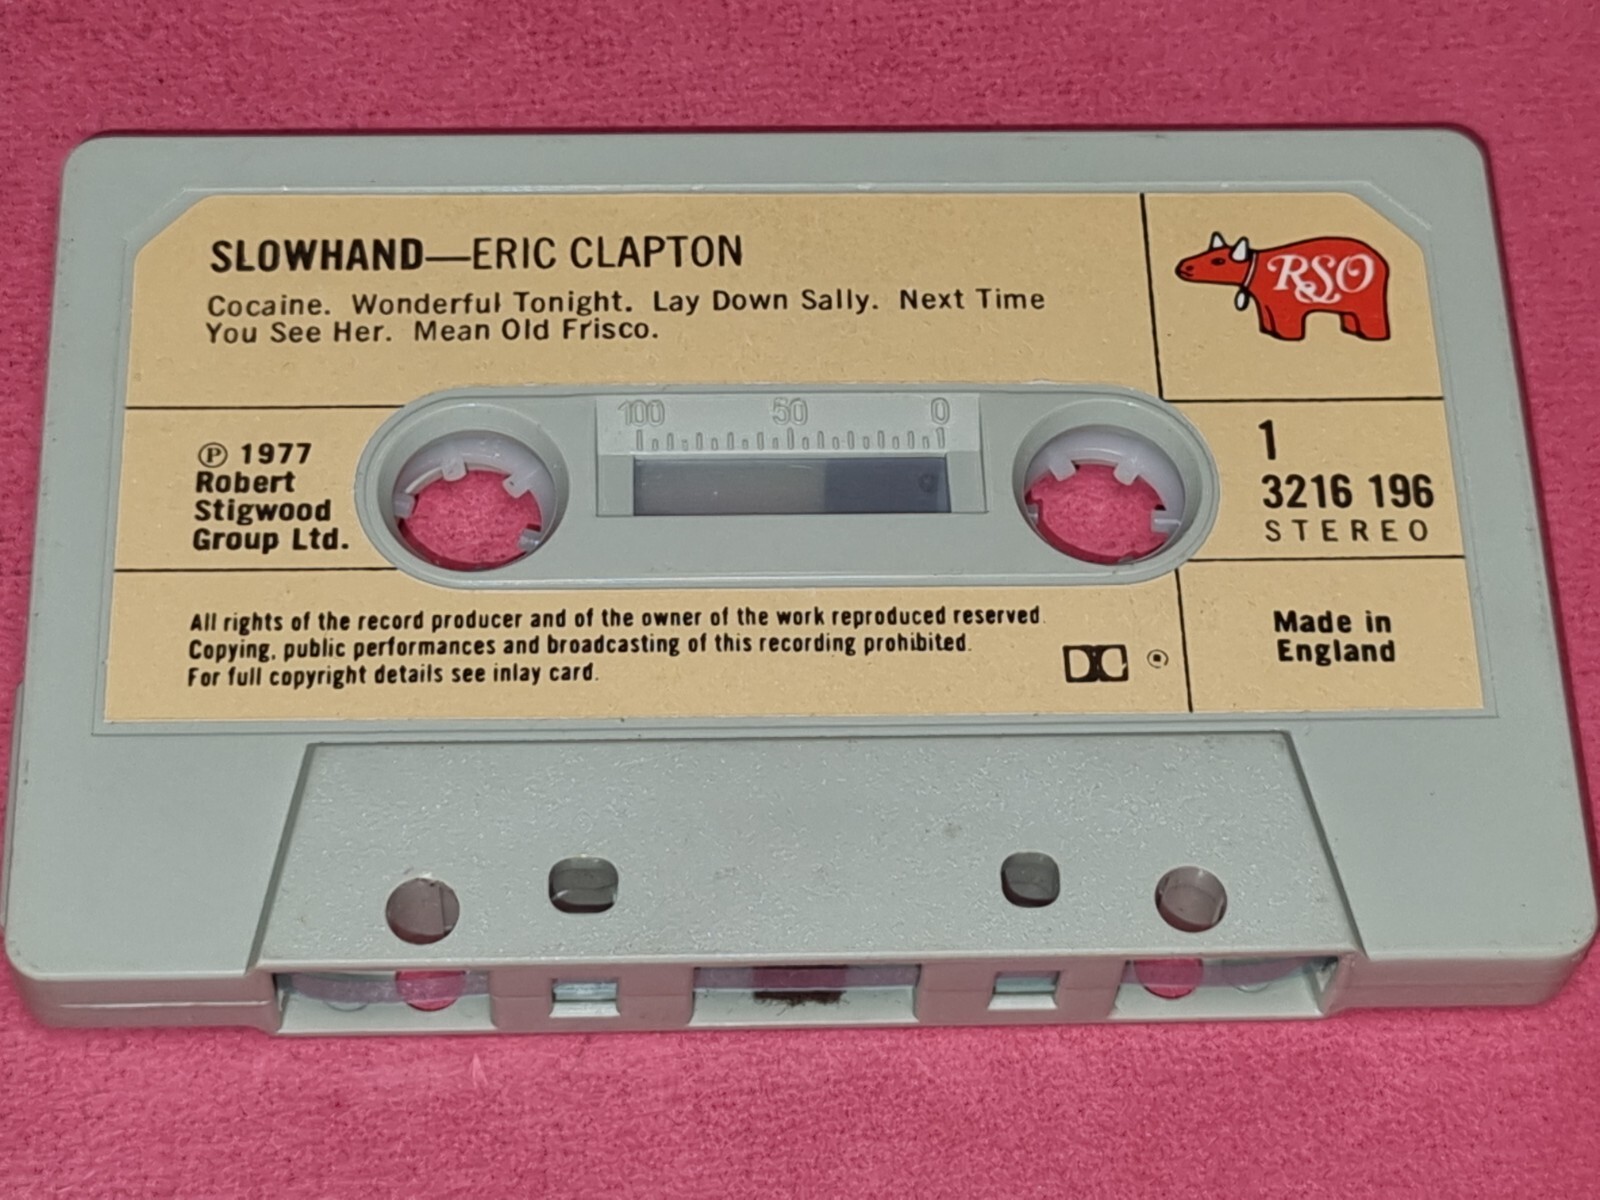 SLOWHAND—ERIC CLAPTON
Cocaine. Wonderful Tonight. Lay Down Sally. Next Time
You See Her. Mean Old Frisco.
RSO
100 50 0
℗ 1977
Robert
Stigwood
Group Ltd.
1
3216 196
STEREO
All rights of the record producer and of the owner of the work reproduced reserved.
Copying, public performances and broadcasting of this recording prohibited.
For full copyright details see inlay card.
Made in
England